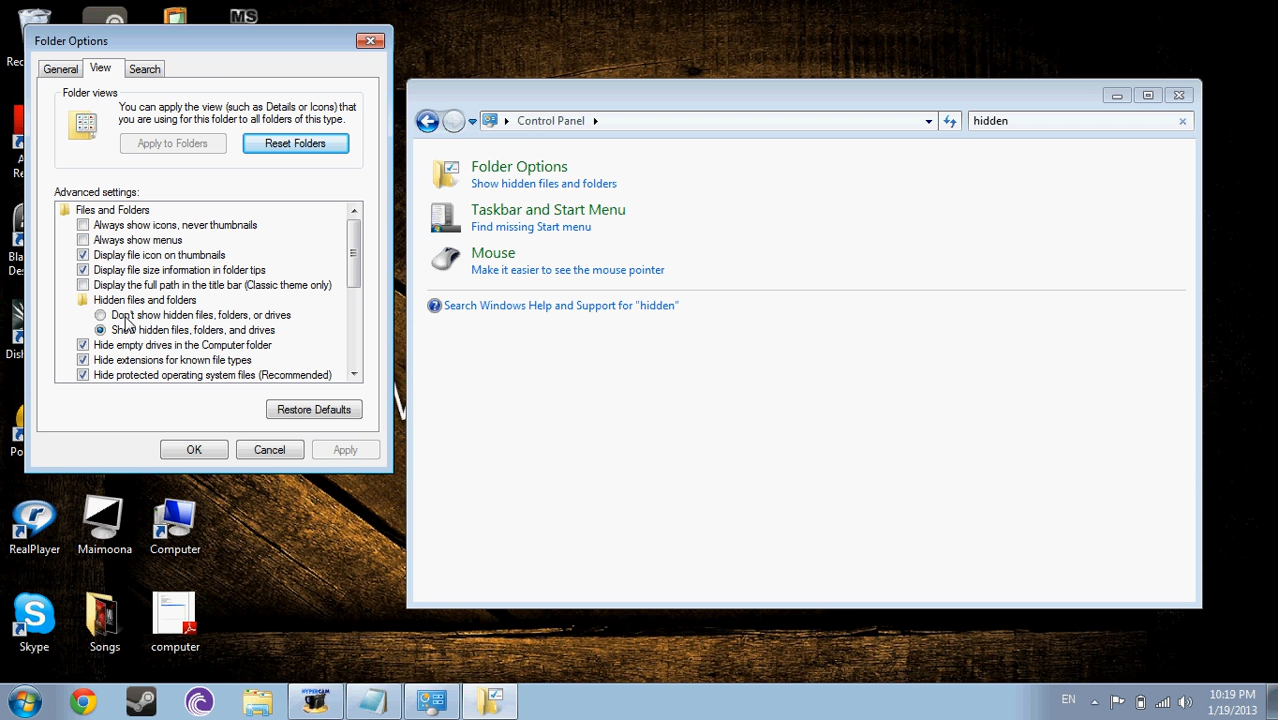 MS
Folder Options
General
View
Search
Folder views
You can apply the view (such as Details or Icons) that
you are using for this folder to all folders of this type.
Apply to Folders
Reset Folders
Advanced settings:
Files and Folders
Always show icons, never thumbnails
Always show menus
Display file icon on thumbnails
Display file size information in folder tips
Display the full path in the title bar (Classic theme only)
Hidden files and folders
Don't show hidden files, folders, or drives
Show hidden files, folders, and drives
Hide empty drives in the Computer folder
Hide extensions for known file types
Hide protected operating system files (Recommended)
Restore Defaults
OK
Cancel
Apply
Control Panel
hidden
Folder Options
Show hidden files and folders
Taskbar and Start Menu
Find missing Start menu
Mouse
Make it easier to see the mouse pointer
Search Windows Help and Support for "hidden"
RealPlayer
Maimoona
Computer
Skype
Songs
computer
HYPERCAM
EN
10:19 PM
1/19/2013